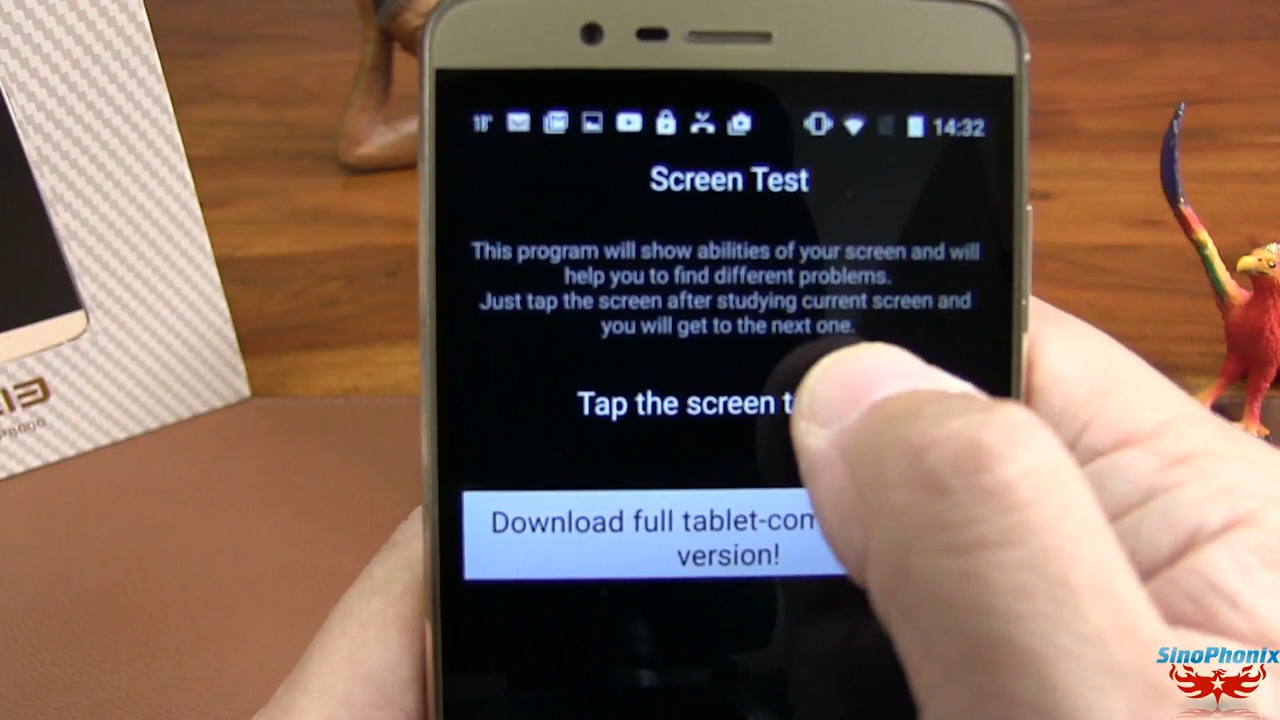 18°
14:32
Screen Test
This program will show abilities of your screen and will
help you to find different problems.
Just tap the screen after studying current screen and
you will get to the next one.
Tap the screen t
Download full tablet-com
version!
P8000
SinoPhonix